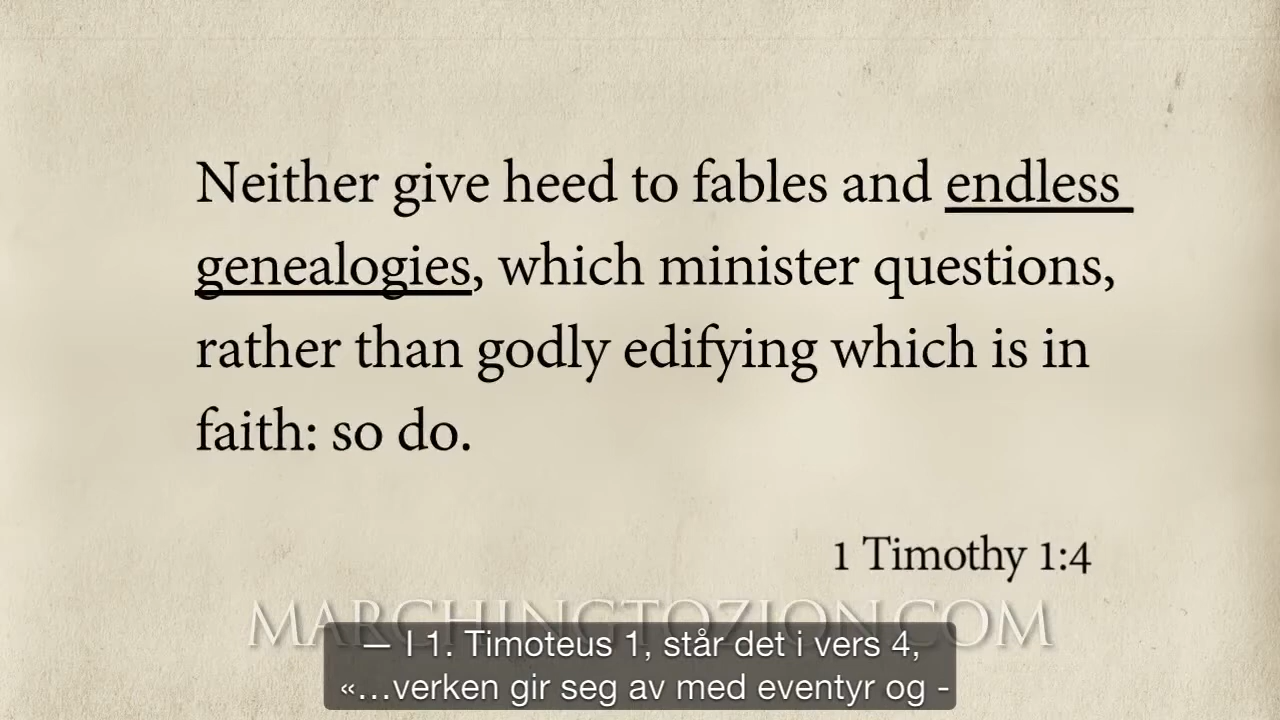 Neither give heed to fables and endless
genealogies, which minister questions,
rather than godly edifying which is in
faith: so do.
1 Timothy 1:4
MARCHINGTOZION.COM
– I 1. Timoteus 1, står det i vers 4,
«…verken gir seg av med eventyr og -